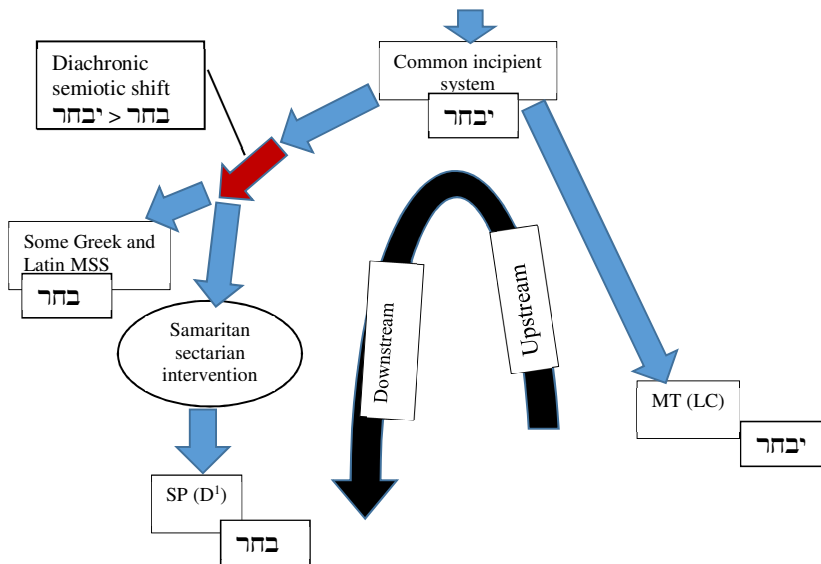 Common incipient
system
יבחר
Diachronic
semiotic shift
בחר < יבחר
Some Greek and
Latin MSS
בחר
Samaritan
sectarian
intervention
Downstream
Upstream
MT (LC)
יבחר
SP (D¹)
בחר